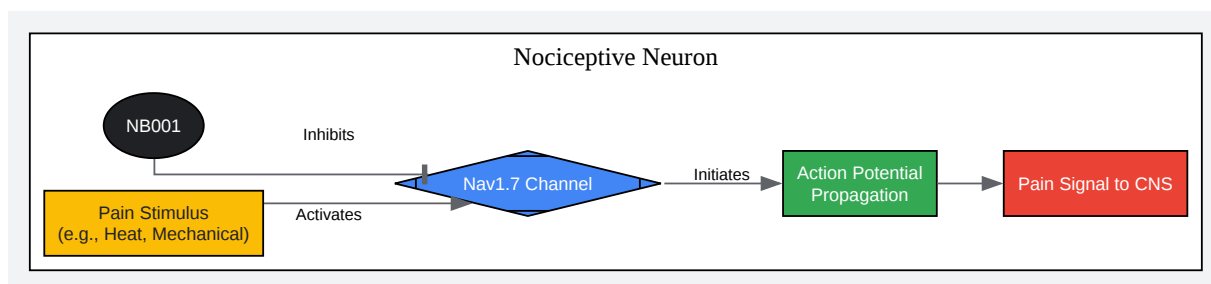 Nociceptive Neuron
NB001
Inhibits
Pain Stimulus
(e.g., Heat, Mechanical)
Activates
Nav1.7 Channel
Initiates
Action Potential
Propagation
Pain Signal to CNS